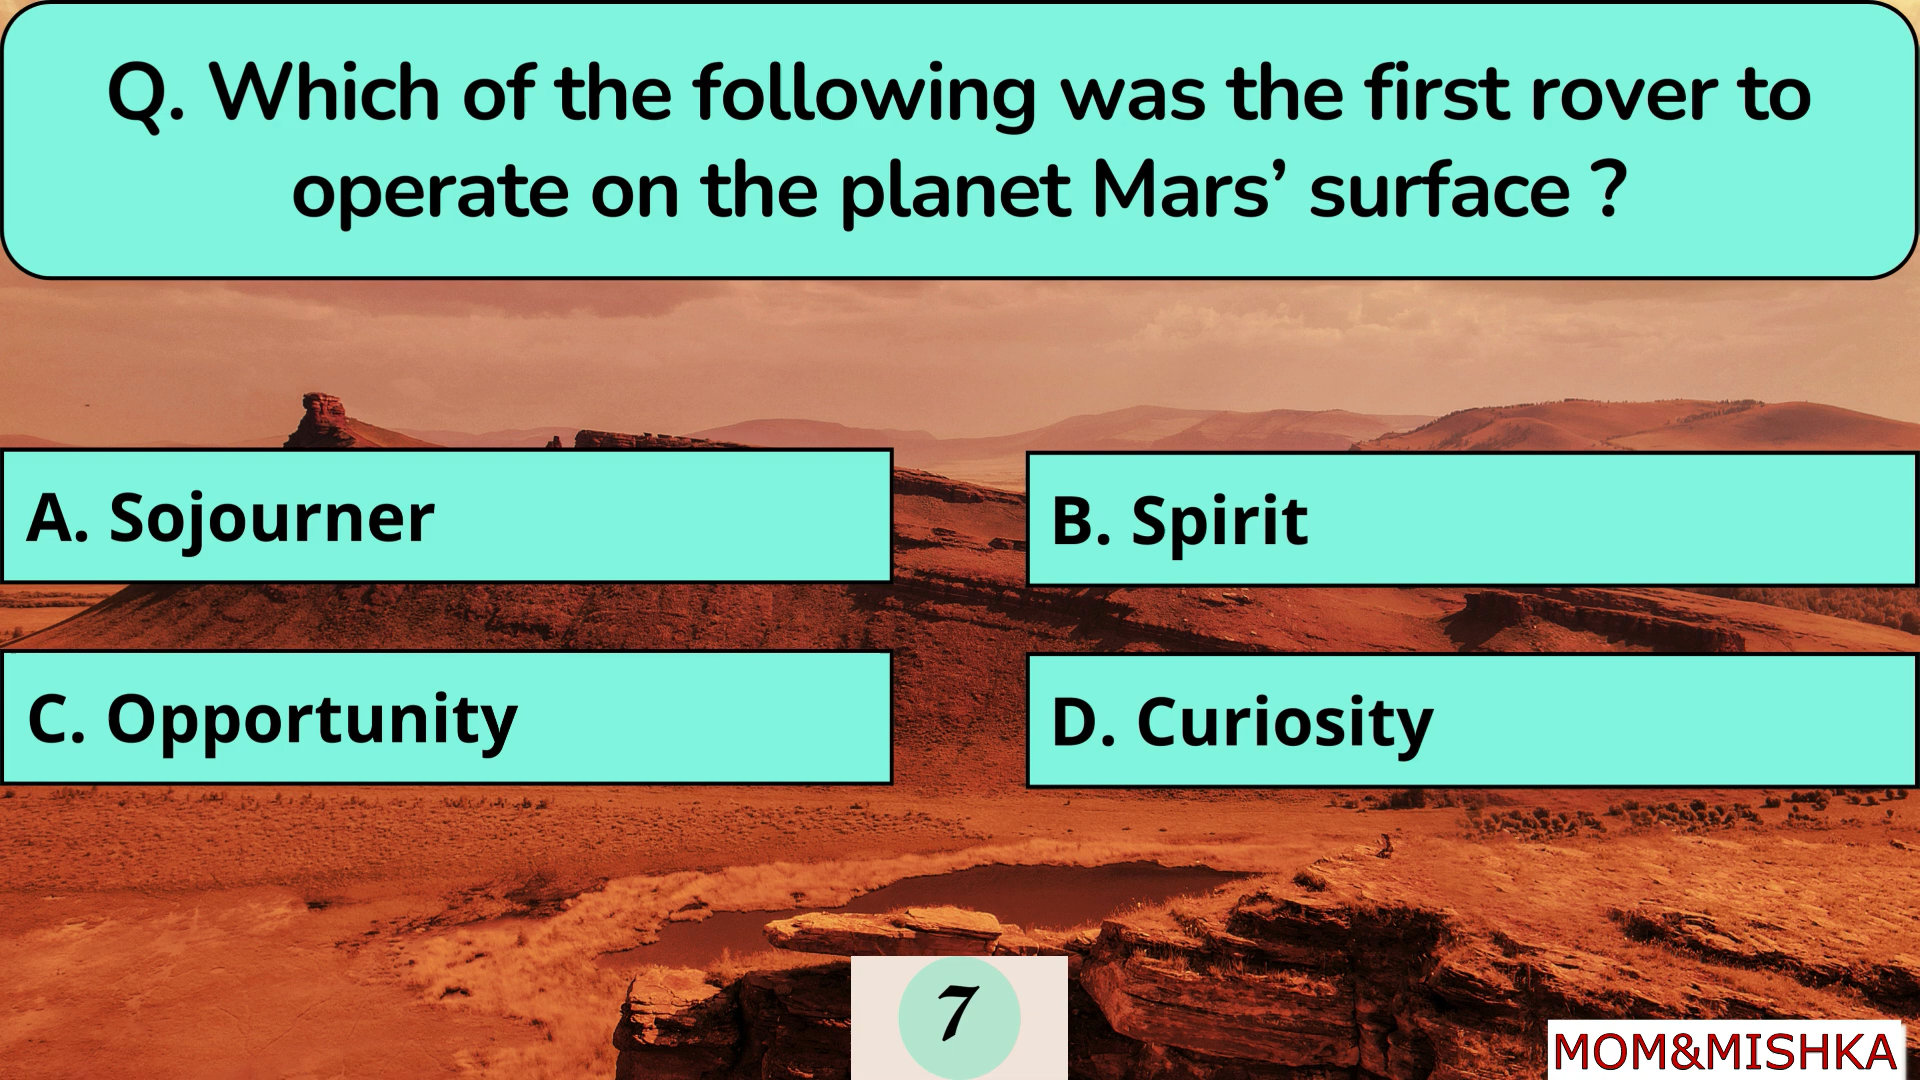 Q. Which of the following was the first rover to
operate on the planet Mars’ surface ?
A. Sojourner
B. Spirit
C. Opportunity
D. Curiosity
7
MOM&MISHKA